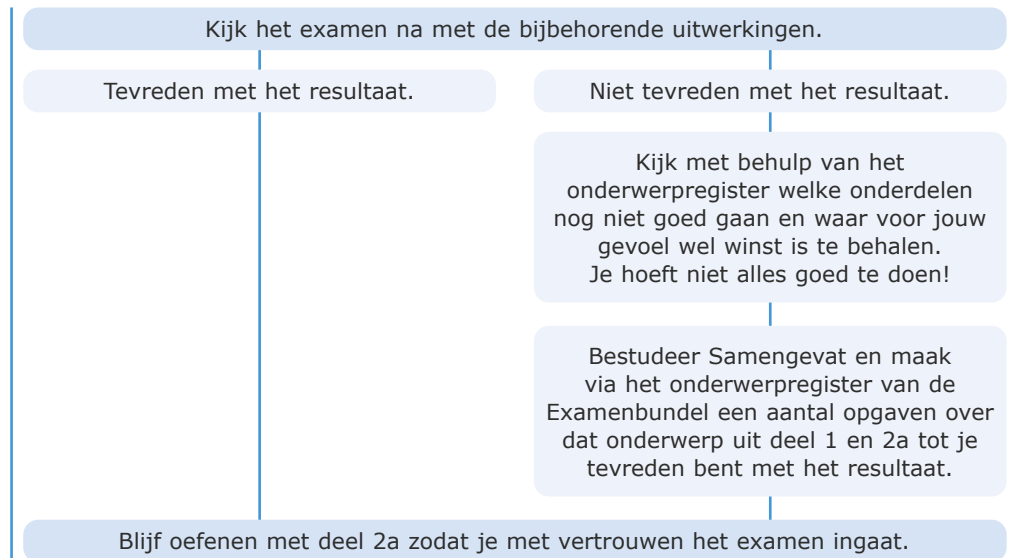 Kijk het examen na met de bijbehorende uitwerkingen.
Tevreden met het resultaat.
Niet tevreden met het resultaat.
Kijk met behulp van het
onderwerpregister welke onderdelen
nog niet goed gaan en waar voor jouw
gevoel wel winst is te behalen.
Je hoeft niet alles goed te doen!
Bestudeer Samengevat en maak
via het onderwerpregister van de
Examenbundel een aantal opgaven over
dat onderwerp uit deel 1 en 2a tot je
tevreden bent met het resultaat.
Blijf oefenen met deel 2a zodat je met vertrouwen het examen ingaat.